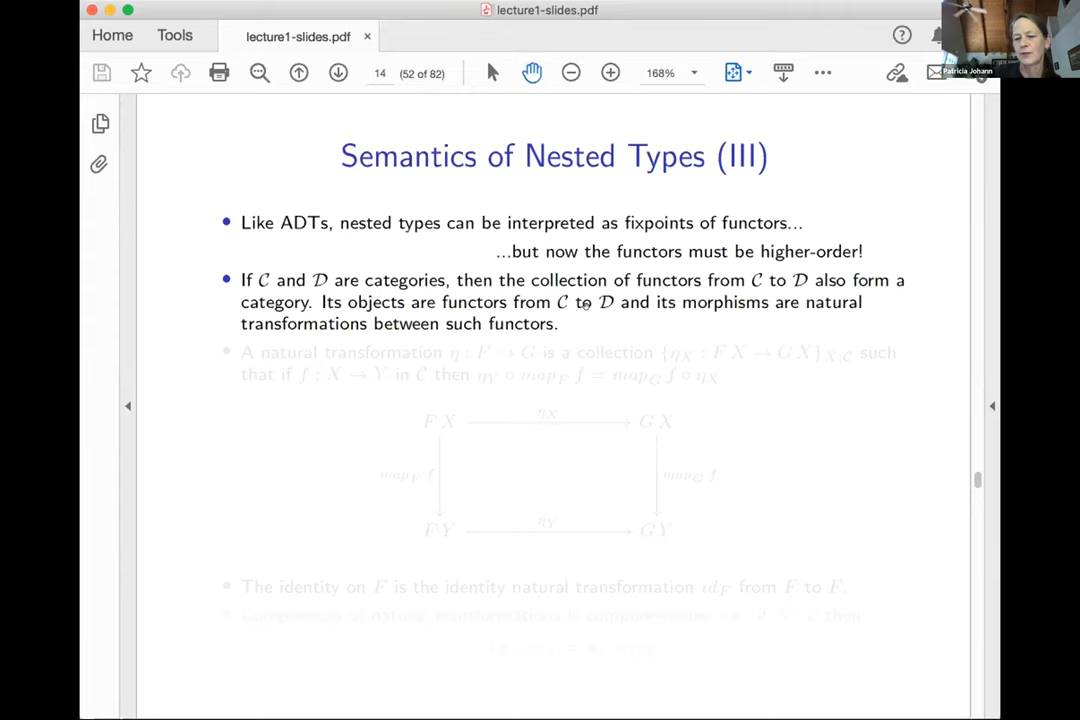 lecture1-slides.pdf
Home Tools lecture1-slides.pdf ×
14 (52 of 82) 168%
Patricia Johann
Semantics of Nested Types (III)
• Like ADTs, nested types can be interpreted as fixpoints of functors...
...but now the functors must be higher-order!
• If C and D are categories, then the collection of functors from C to D also form a
category. Its objects are functors from C to D and its morphisms are natural
transformations between such functors.
• A natural transformation η : F → G is a collection {η_X : F X → G X}_{X:C} such
that if f : X → Y in C then η_Y ∘ map_F f = map_G f ∘ η_X
F X η_X G X
map_F f map_G f
F Y η_Y G Y
• The identity on F is the identity natural transformation id_F from F to F.